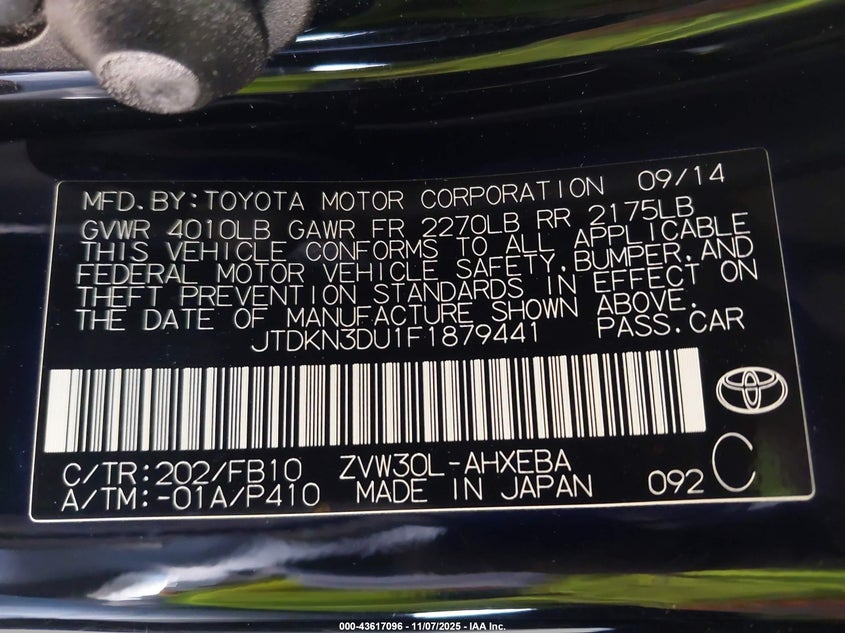 MFD. BY: TOYOTA MOTOR CORPORATION 09/14
GVWR 4010LB GAWR FR 2270LB RR 2175LB
THIS VEHICLE CONFORMS TO ALL APPLICABLE
FEDERAL MOTOR VEHICLE SAFETY, BUMPER, AND
THEFT PREVENTION STANDARDS IN EFFECT ON
THE DATE OF MANUFACTURE SHOWN ABOVE.
JTDKN3DU1F1879441 PASS. CAR
C/TR: 202/FB10 ZVW30L-AHXEBA
A/TM: -01A/P410 MADE IN JAPAN 092 C
000-43617096 - 11/07/2025 - IAA Inc.